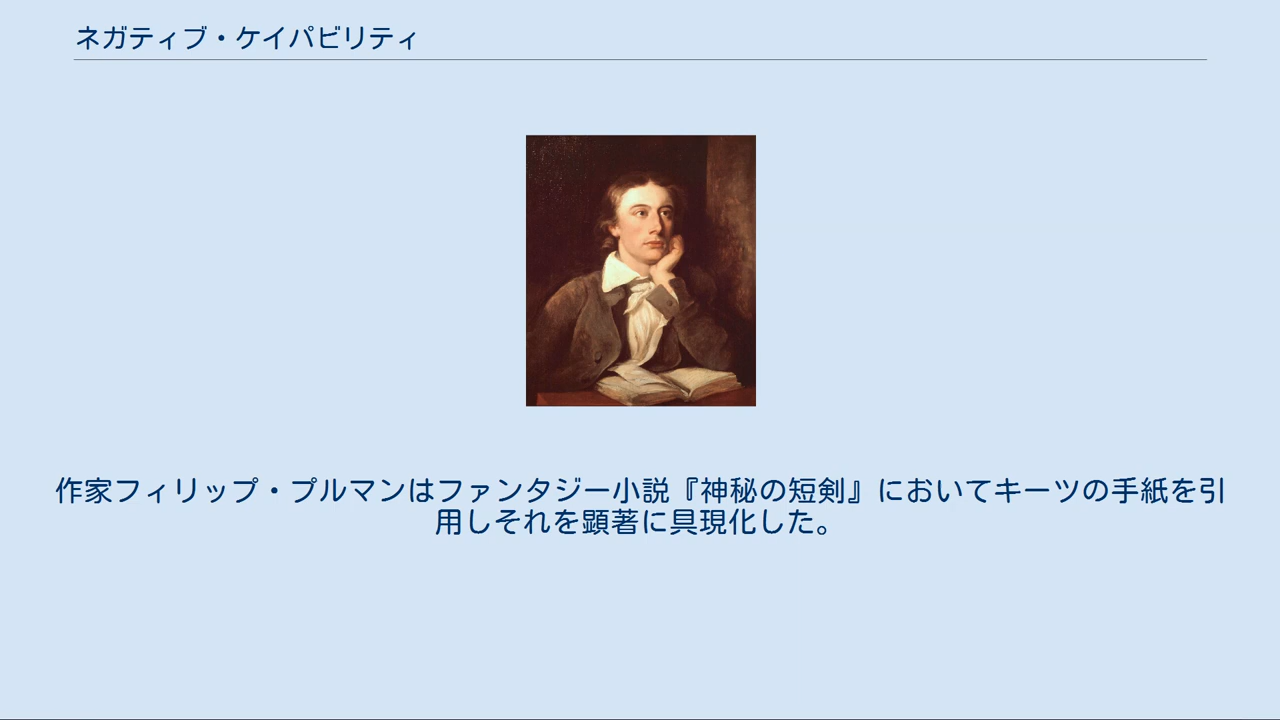 ネガティブ・ケイパビリティ
作家フィリップ・プルマンはファンタジー小説『神秘の短剣』においてキーツの手紙を引
用しそれを顕著に具現化した。